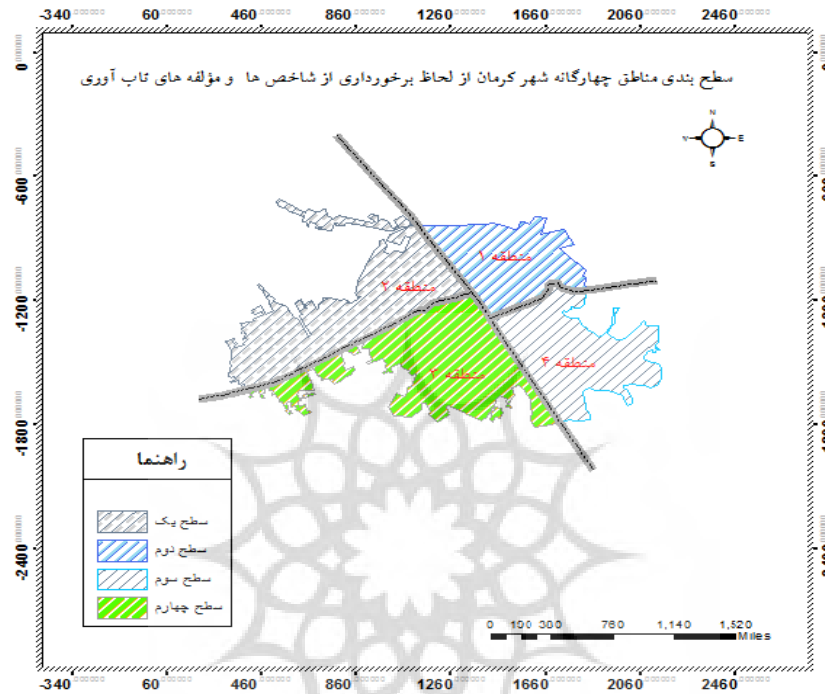 -340 60 460 860 1260 1660 2060 2460
سطح بندی مناطق چهارگانه شهر کرمان از لحاظ برخورداری از شاخص ها و مؤلفه های تاب آوری
N
E
S
0
-600
-1200
-1800
-2400
منطقه ۱
منطقه ۲
منطقه ۳
منطقه ۴
راهنما
سطح یک
سطح دوم
سطح سوم
سطح چهارم
0 190 380 760 1,140 1,520
Miles
-340 60 460 860 1260 1660 2060 2460